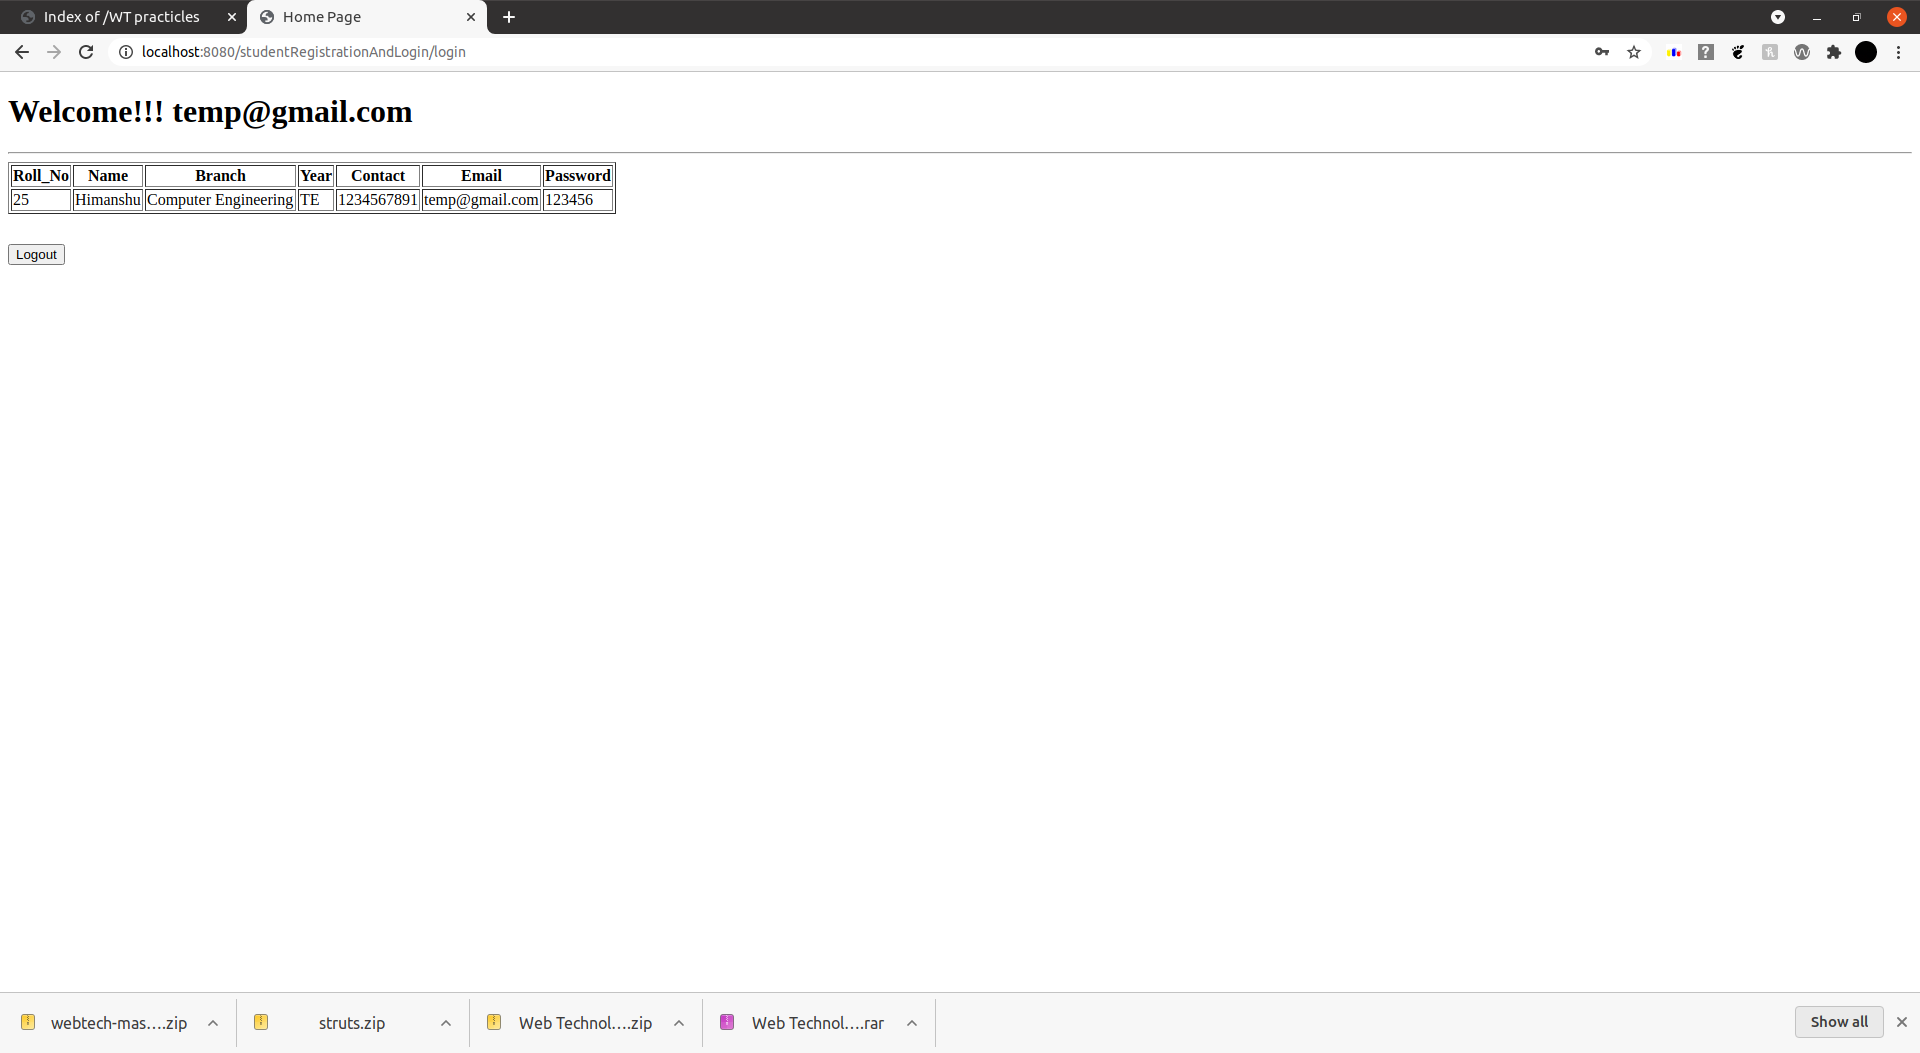 Index of /WT practicles
Home Page
localhost:8080/studentRegistrationAndLogin/login
Welcome!!! temp@gmail.com
Roll_No Name Branch Year Contact Email Password
25 Himanshu Computer Engineering TE 1234567891 temp@gmail.com 123456
Logout
webtech-mas....zip struts.zip Web Technol....zip Web Technol....rar Show all